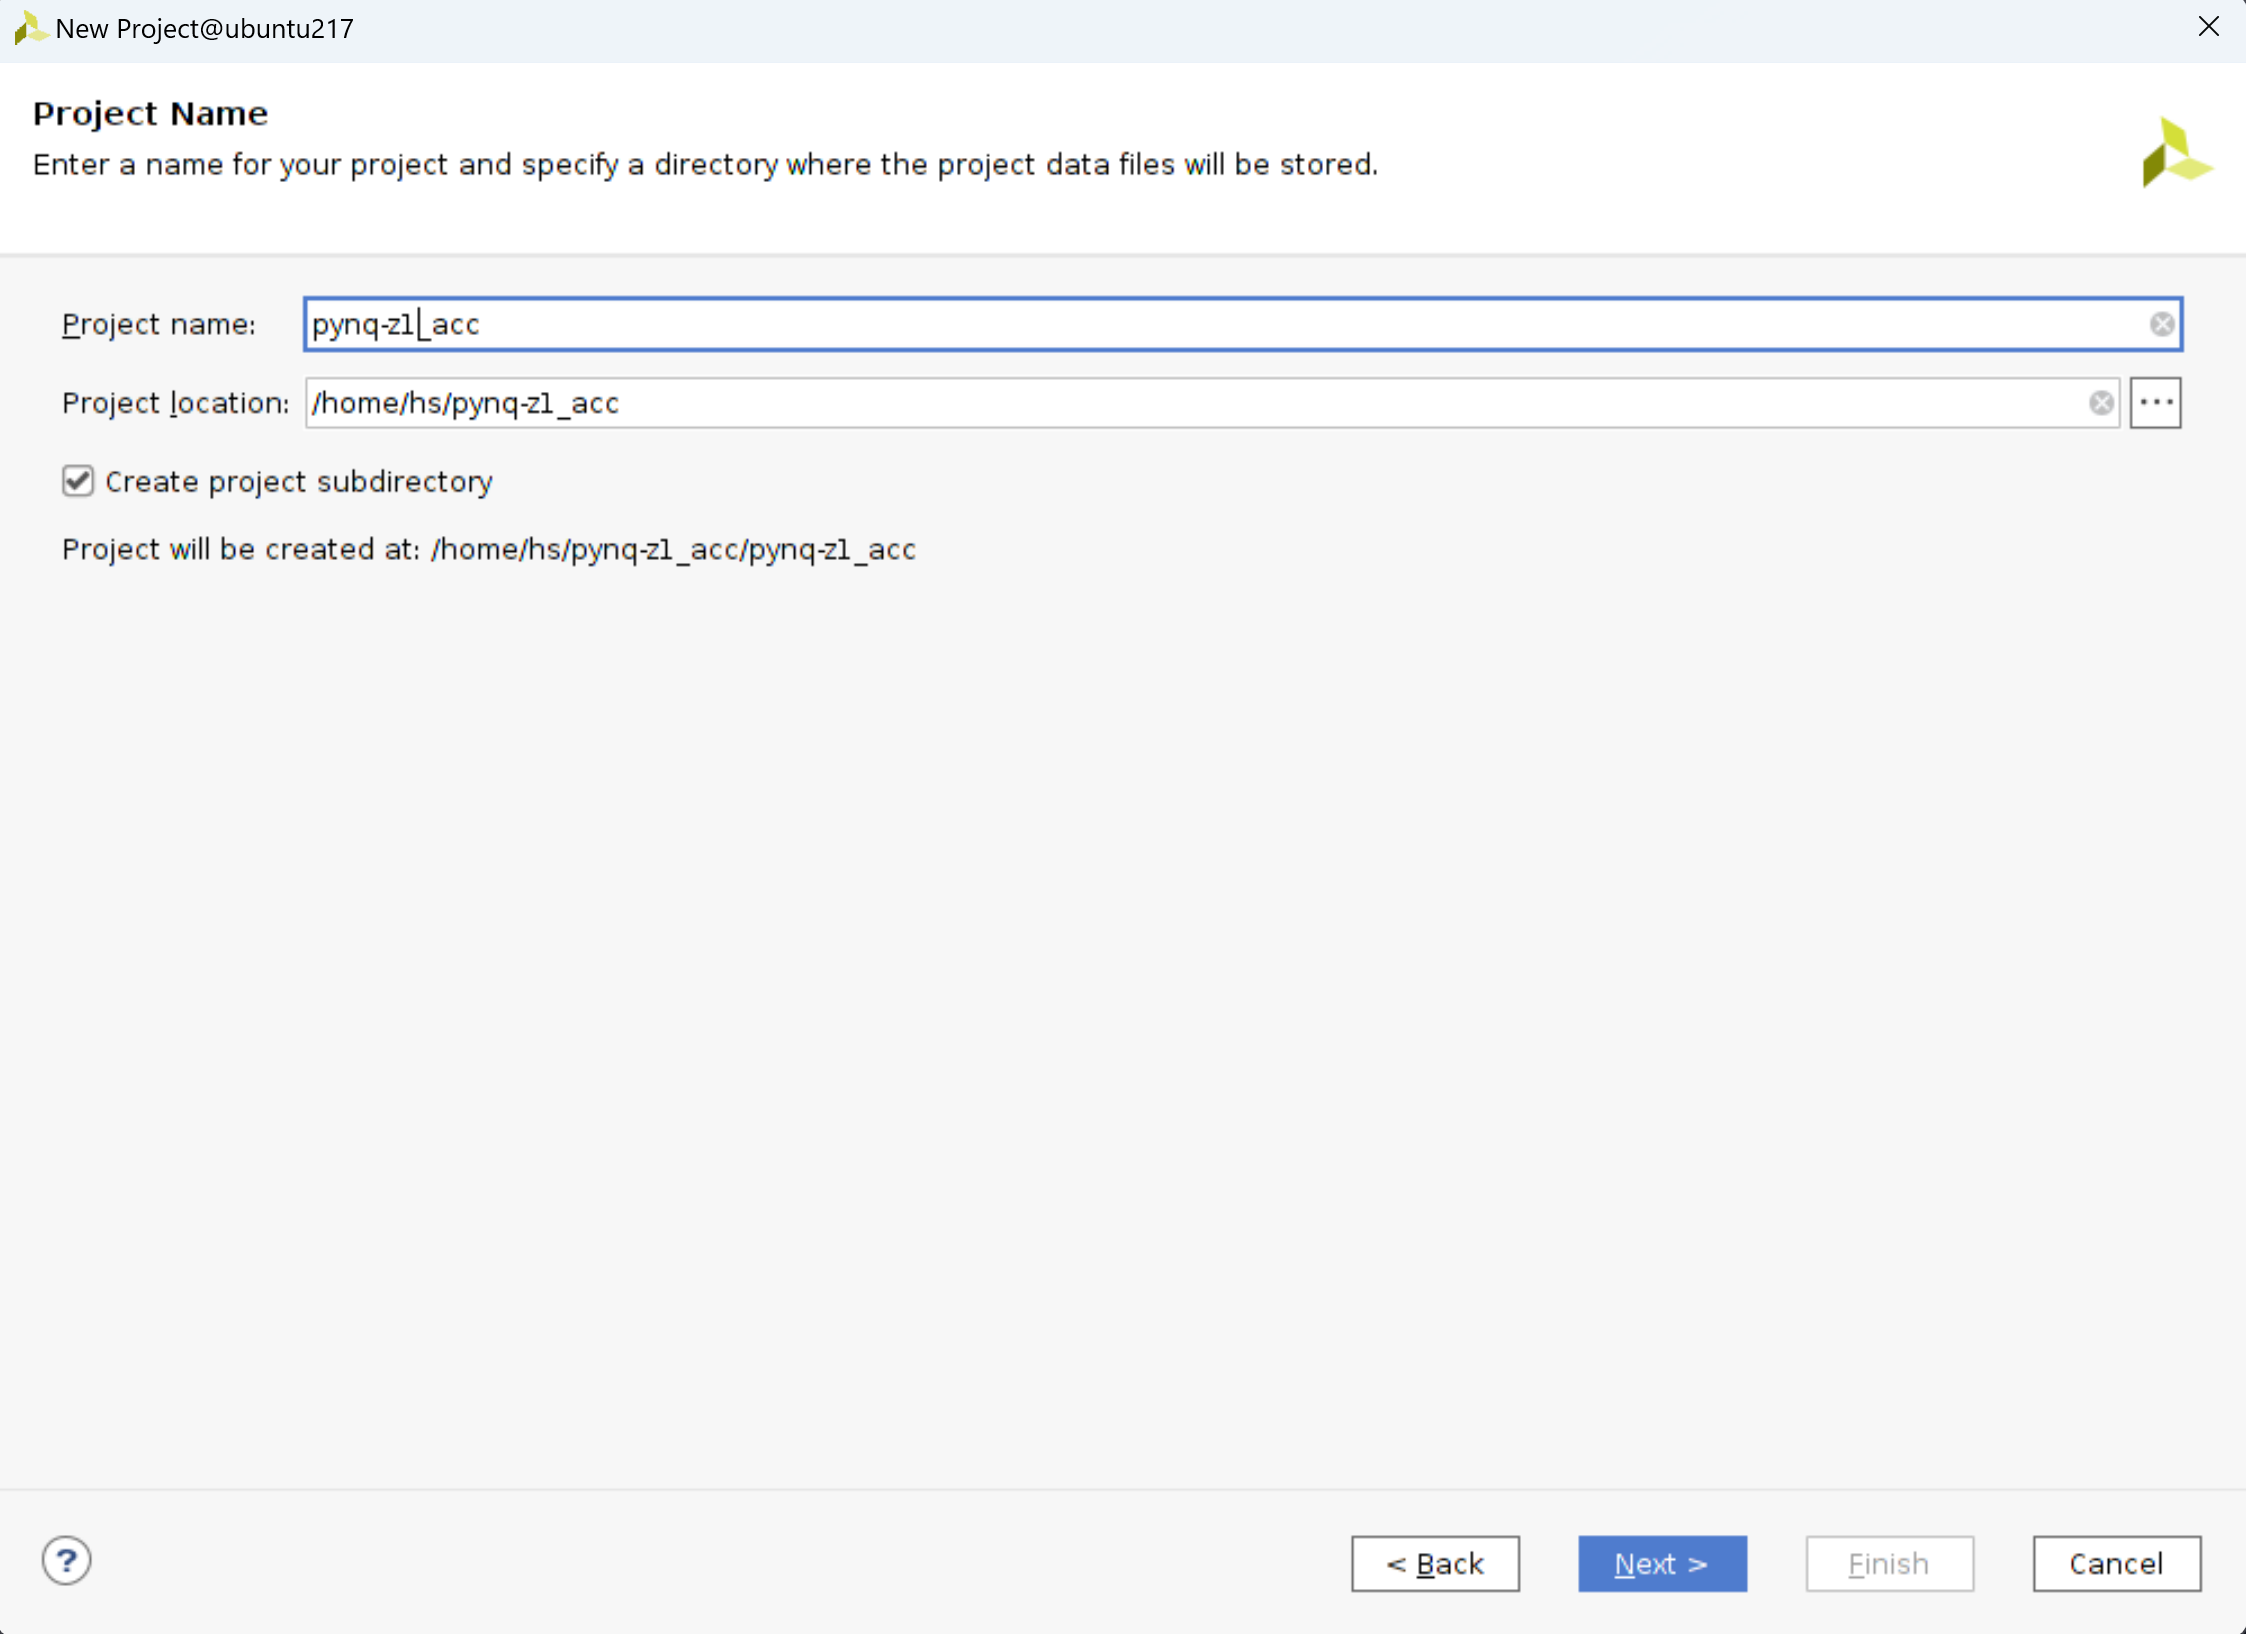 New Project@ubuntu217
Project Name
Enter a name for your project and specify a directory where the project data files will be stored.
Project name: pynq-z1_acc
Project location: /home/hs/pynq-z1_acc
...
Create project subdirectory
Project will be created at: /home/hs/pynq-z1_acc/pynq-z1_acc
? < Back Next > Finish Cancel